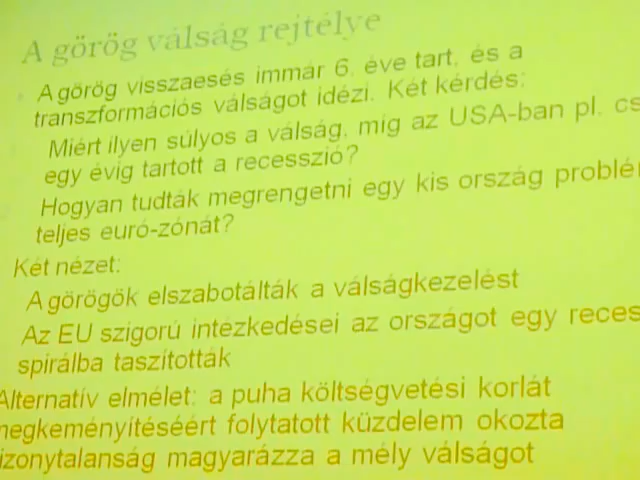 A görög válság rejtélye
A görög visszaesés immár 6. éve tart, és a
transzformációs válságot idézi. Két kérdés:
Miért ilyen súlyos a válság, míg az USA-ban pl.
egy évig tartott a recesszió?
Hogyan tudták megrengetni egy kis ország
teljes euró-zónát?
Két nézet:
A görögök elszabotálták a válságkezelést
Az EU szigorú intézkedései az országot egy
spirálba taszították
Alternatív elmélet: a puha költségvetési korlát
megkeményítéséért folytatott küzdelem okozta
izonytalanság magyarázza a mély válságot